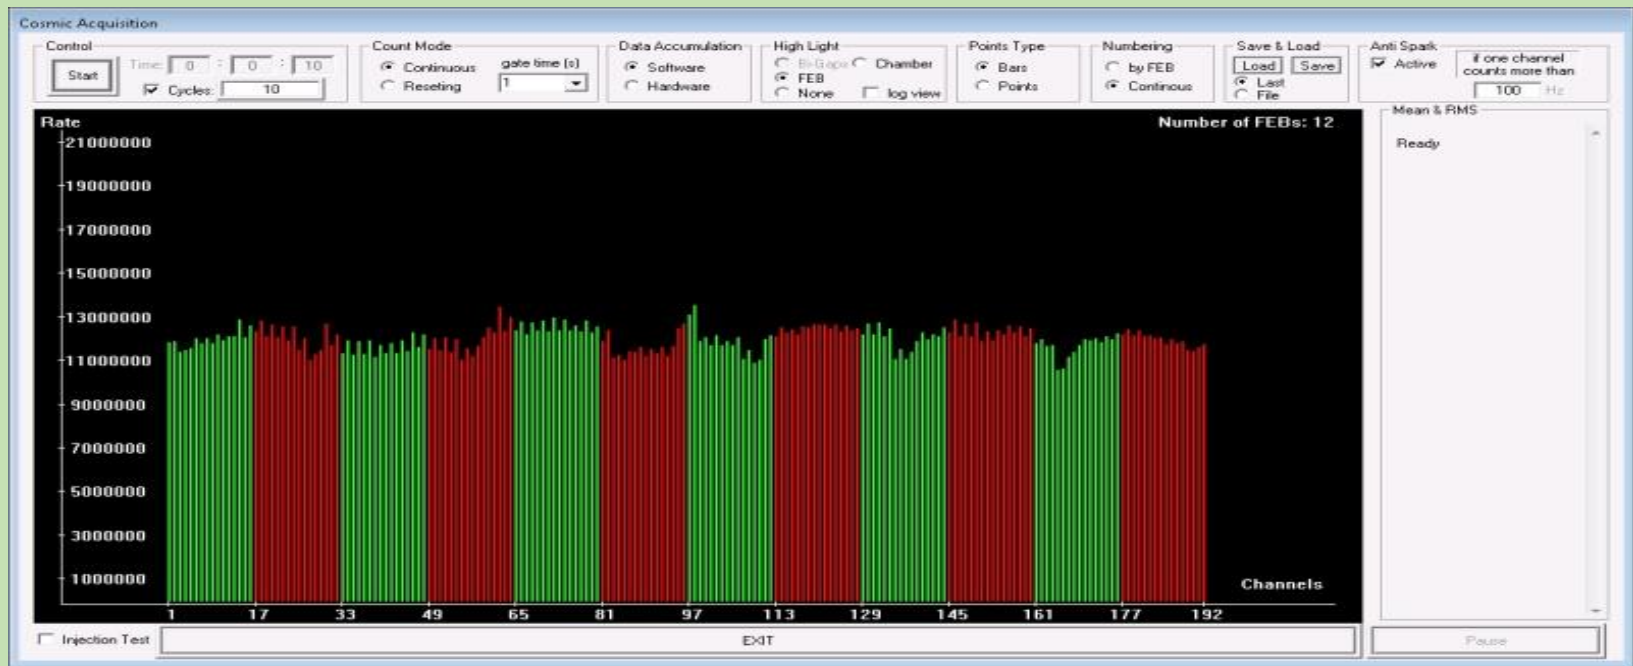 Cosmic Acquisition
Control
Start
Time: 0 : 0 : 10
Cycles: 10
Count Mode
Continuous
Reseting
gate time (s)
1
Data Accumulation
Software
Hardware
High Light
Bi-Gaps
Chamber
FEB
None
log view
Points Type
Bars
Points
Numbering
by FEB
Continous
Save & Load
Load Save
Last
File
Anti Spark
Active
if one channel
counts more than
100 Hz
Rate
Number of FEBs: 12
21000000
19000000
17000000
15000000
13000000
11000000
9000000
7000000
5000000
3000000
1000000
Channels
1 17 33 49 65 81 97 113 129 145 161 177 192
Mean & RMS
Ready
Injection Test
EXIT
Pause